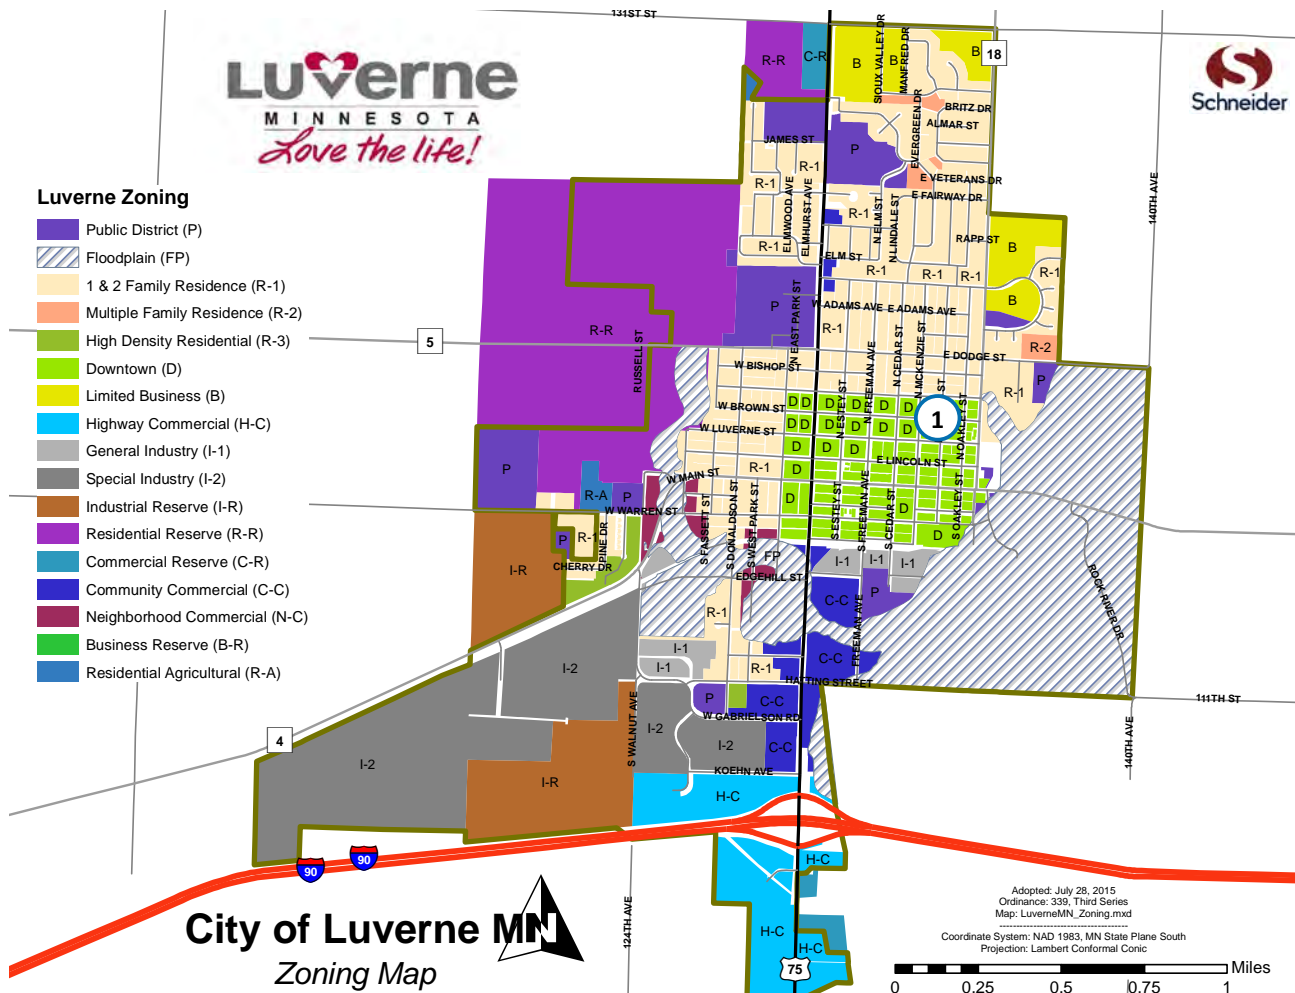 131ST ST
Luverne
MINNESOTA
Love the life!
Schneider
Luverne Zoning
Public District (P)
Floodplain (FP)
1 & 2 Family Residence (R-1)
Multiple Family Residence (R-2)
High Density Residential (R-3)
Downtown (D)
Limited Business (B)
Highway Commercial (H-C)
General Industry (I-1)
Special Industry (I-2)
Industrial Reserve (I-R)
Residential Reserve (R-R)
Commercial Reserve (C-R)
Community Commercial (C-C)
Neighborhood Commercial (N-C)
Business Reserve (B-R)
Residential Agricultural (R-A)
R-R
C-R
B
B
B
18
SIOUX VALLEY DR
MANFRED DR
BRITZ DR
ALMAR ST
EVERGREEN DR
JAMES ST
P
R-1
R-1
E VETERANS DR
E FAIRWAY DR
140TH AVE
ELMWOOD AVE
ELMHURST AVE
R-1
N ELM ST
N LINDALE ST
RAPP ST
B
R-1
ELM ST
R-1
R-1
R-1
R-1
B
P
N EAST PARK ST
W ADAMS AVE
E ADAMS AVE
R-R
RUSSELL ST
5
R-1
N CEDAR ST
N MCKENZIE ST
E DODGE ST
R-2
W BISHOP ST
N FREEMAN AVE
ST
R-1
P
W BROWN ST
D D D D D D
N ESTEY ST
1
N OAKLEY ST
W LUVERNE ST
D D D D D D
D D D
E LINCOLN ST
P
R-A
P
W MAIN ST
R-1
D
W WARREN ST
S FASSETT ST
S DONALDSON ST
S WEST PARK ST
D
S ESTEY ST
S FREEMAN AVE
S CEDAR ST
D
S OAKLEY ST
D
P
R-1
PINE DR
CHERRY DR
I-R
FP
EDGEHILL ST
I-1
I-1
I-1
C-C
P
ROCK RIVER DR
R-1
FREEMAN AVE
I-2
I-1
I-1
R-1
C-C
HATTING STREET
111TH ST
P
C-C
W GABRIELSON RD
S WALNUT AVE
I-2
I-2
C-C
140TH AVE
4
I-2
I-R
KOEHN AVE
H-C
90
90
H-C
124TH AVE
H-C
H-C
75
City of Luverne MN
N
Zoning Map
Adopted: July 28, 2015
Ordinance: 339, Third Series
Map: LuverneMN_Zoning.mxd
------------------------------------
Coordinate System: NAD 1983, MN State Plane South
Projection: Lambert Conformal Conic
Miles
0 0.25 0.5 0.75 1